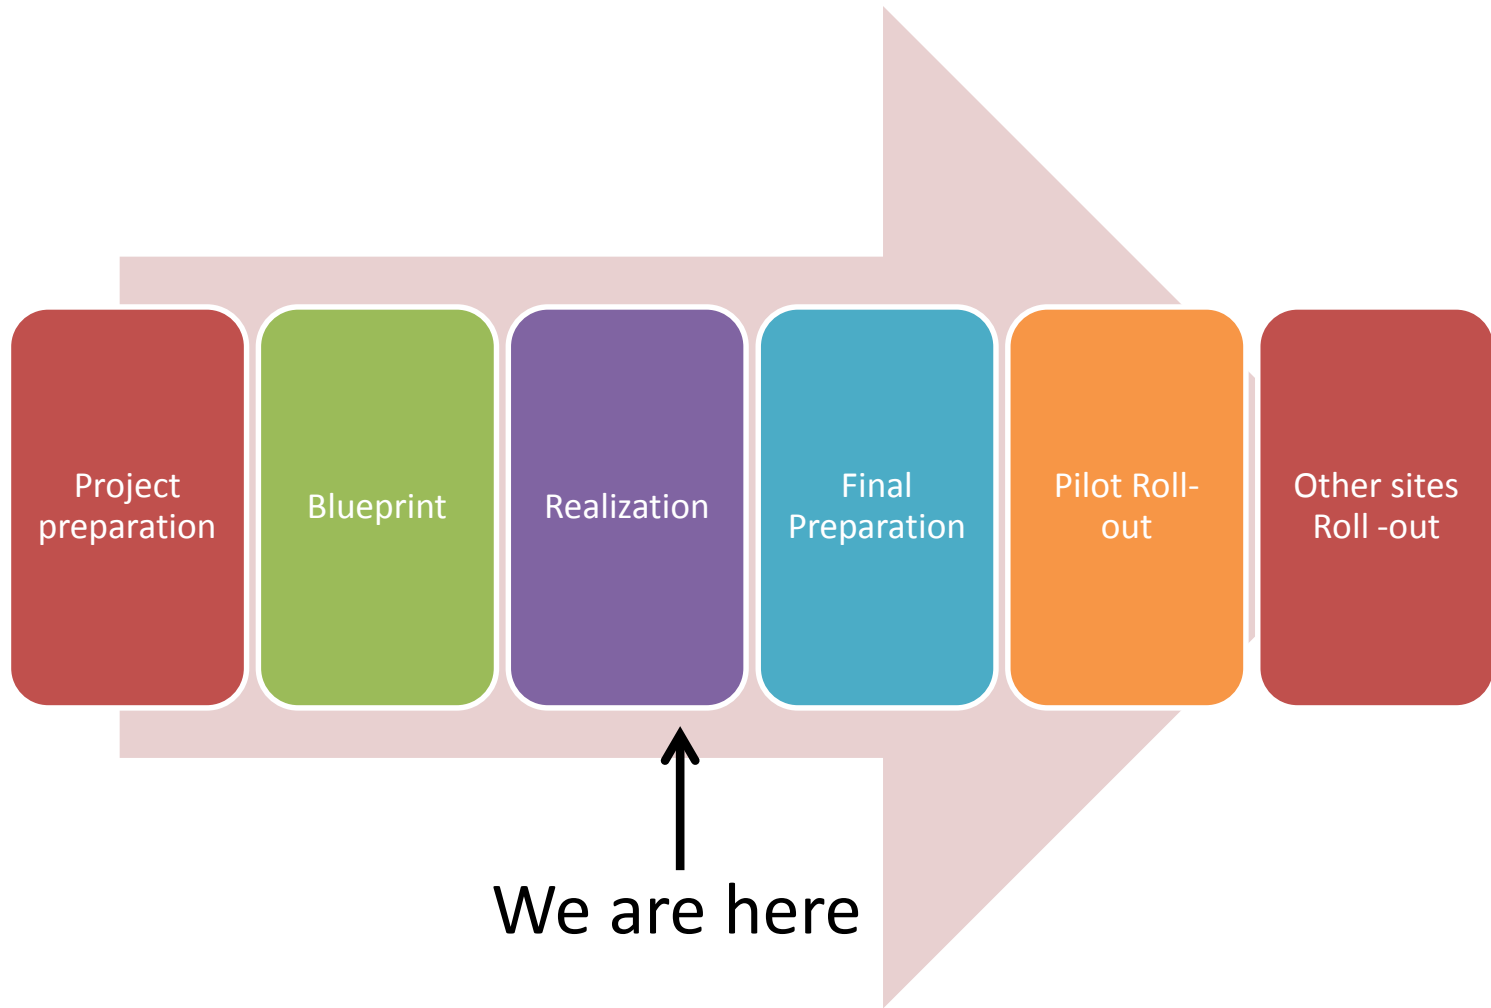 Project
preparation
Blueprint
Realization
Final
Preparation
Pilot Roll-
out
Other sites
Roll -out
We are here